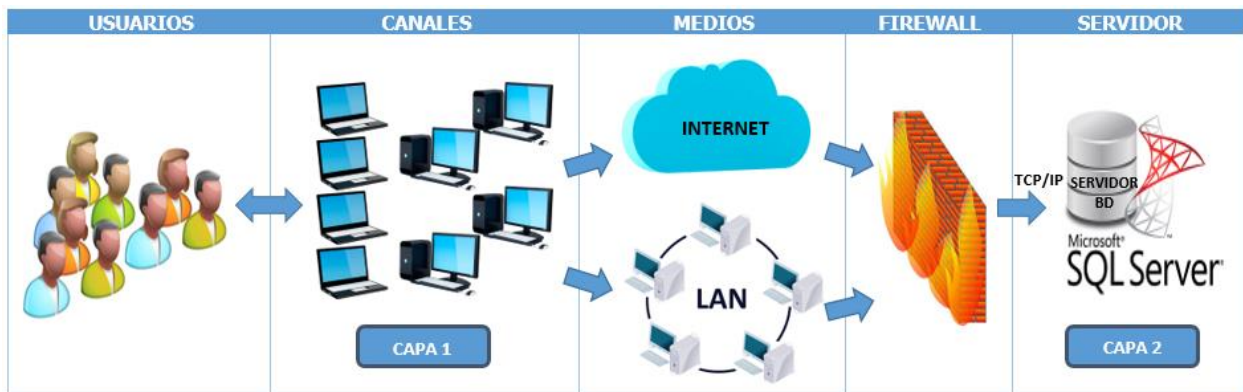 USUARIOS
CANALES
MEDIOS
FIREWALL
SERVIDOR
INTERNET
LAN
TCP/IP
SERVIDOR
BD
Microsoft®
SQL Server®
CAPA 1
CAPA 2